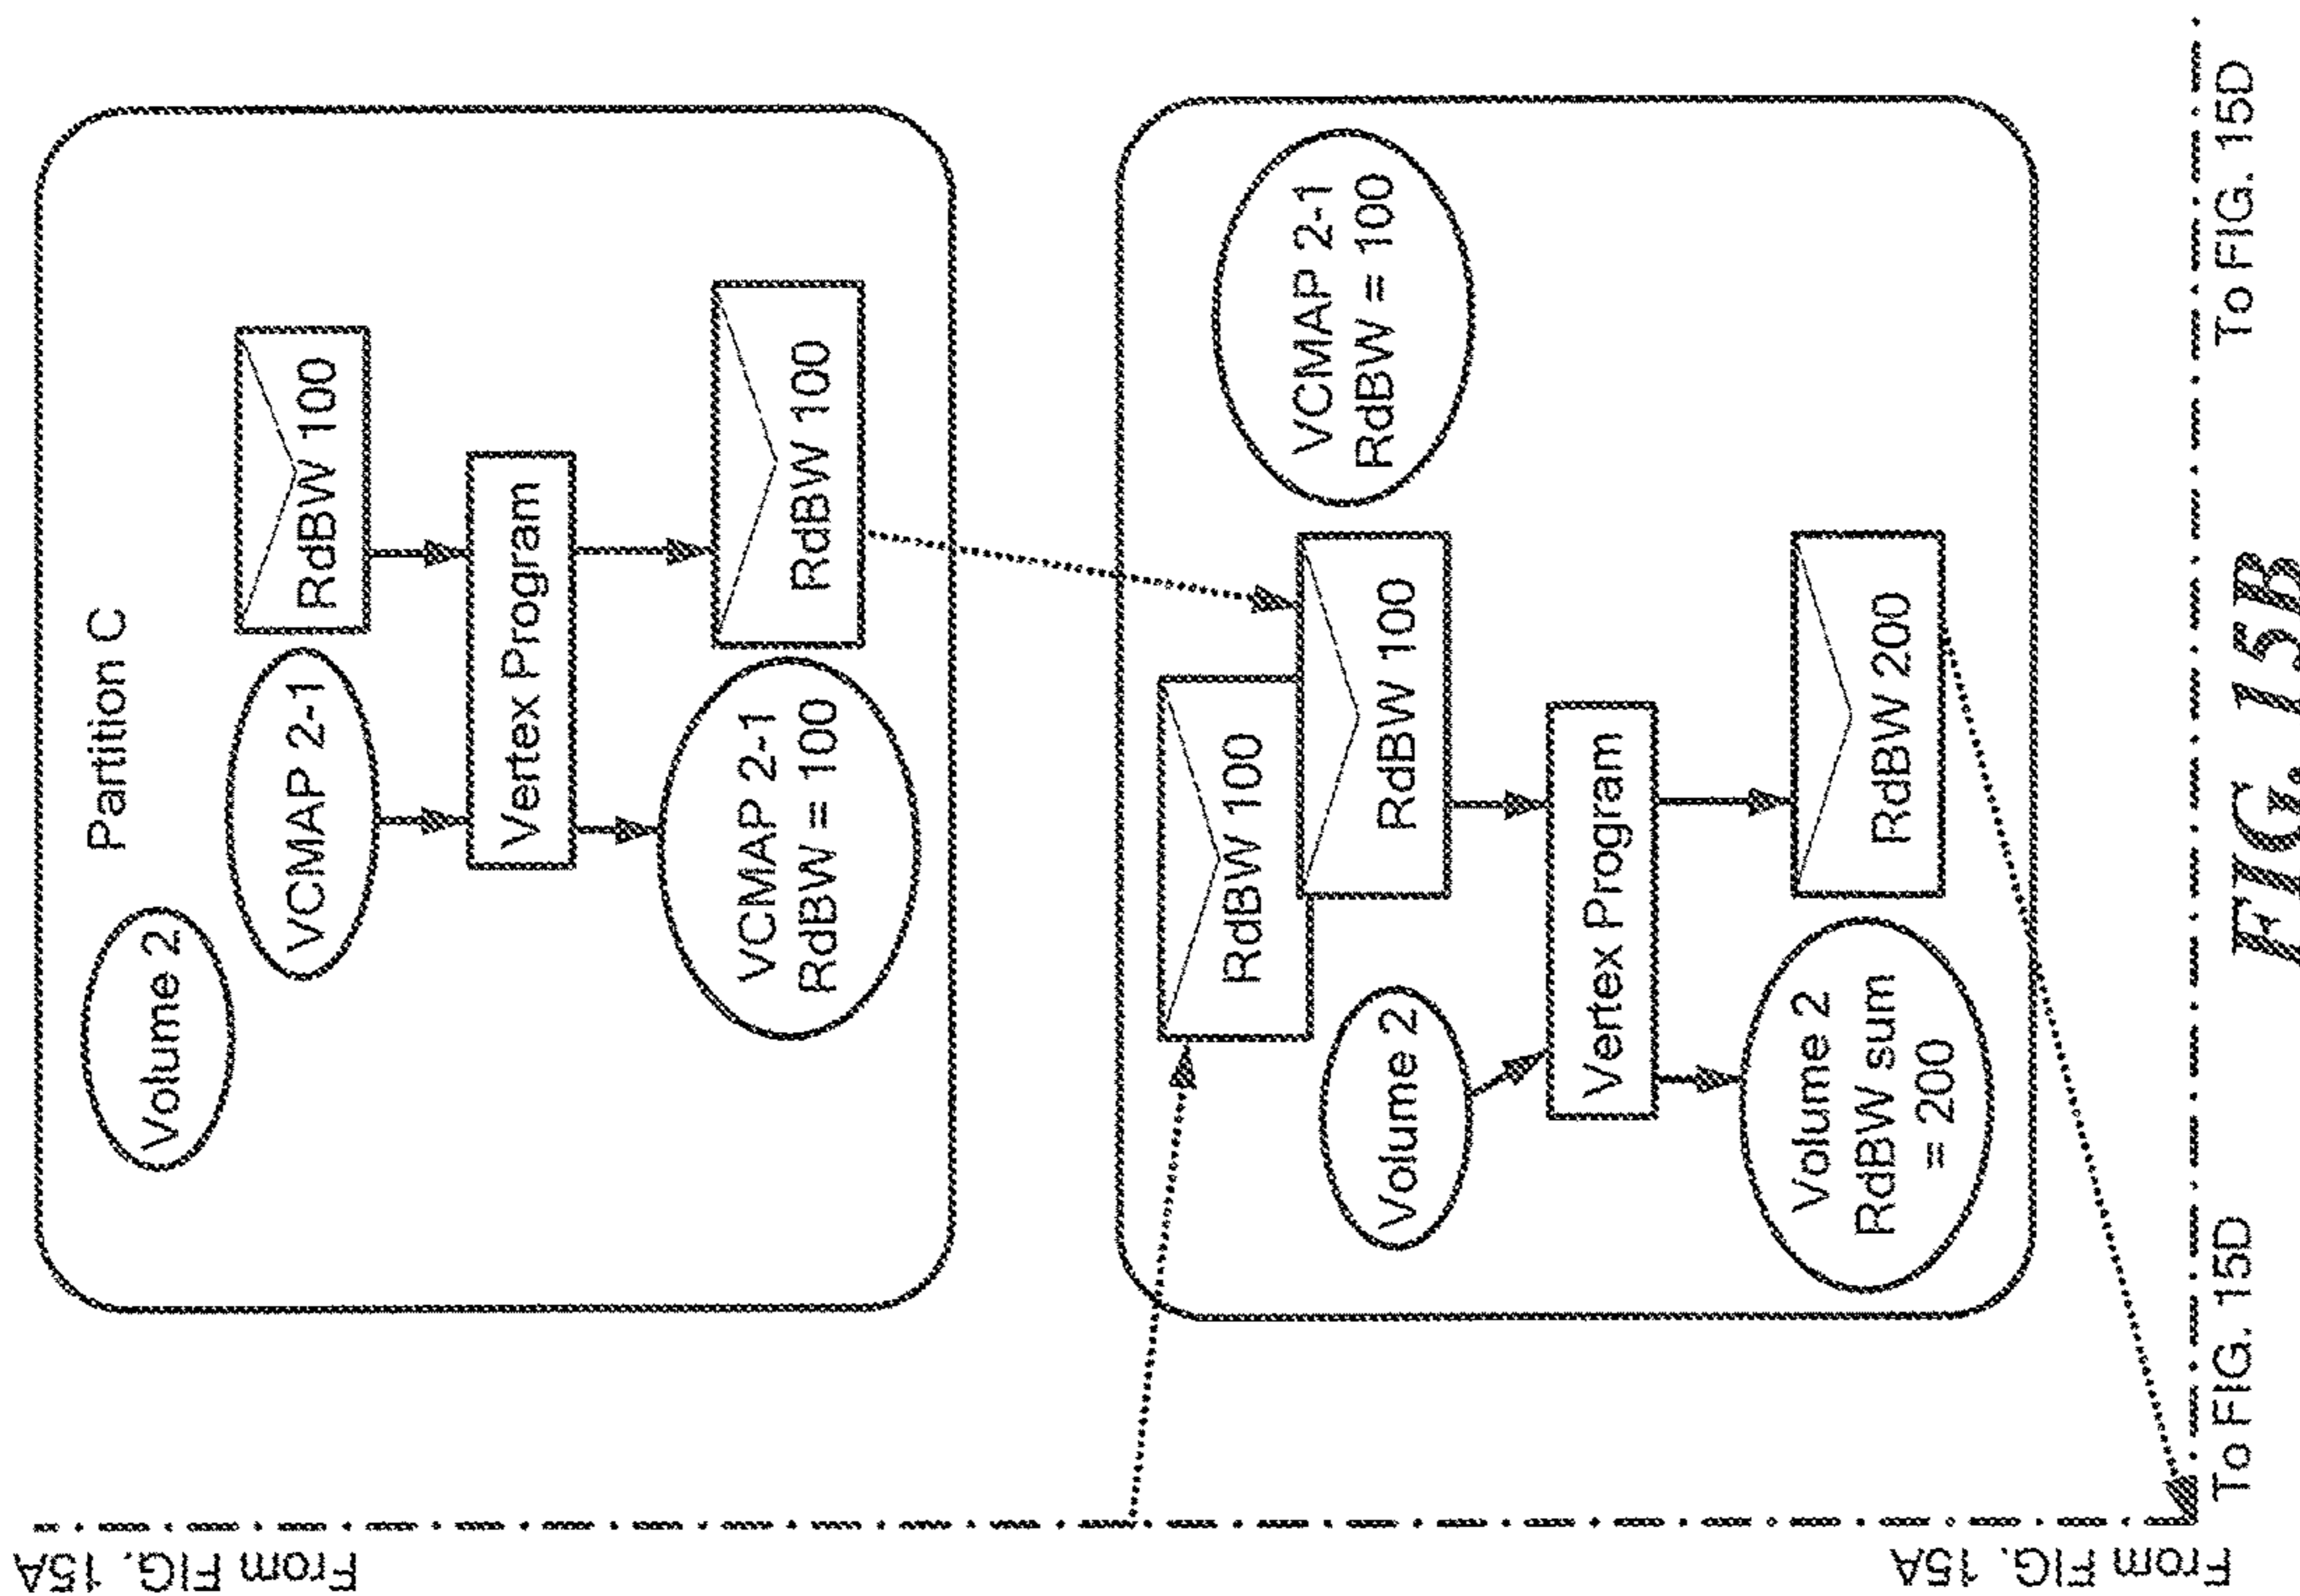 From FIG. 15A
Partition C
Volume 2
VCMAP 2-1
RdBW 100
Vertex Program
VCMAP 2-1
RdBW = 100
RdBW 100
RdBW 100
RdBW 100
VCMAP 2-1
RdBW = 100
Volume 2
Vertex Program
Volume 2
RdBW sum
= 200
RdBW 200
From FIG. 15A
To FIG. 15D
To FIG. 15D
FIG. 15B